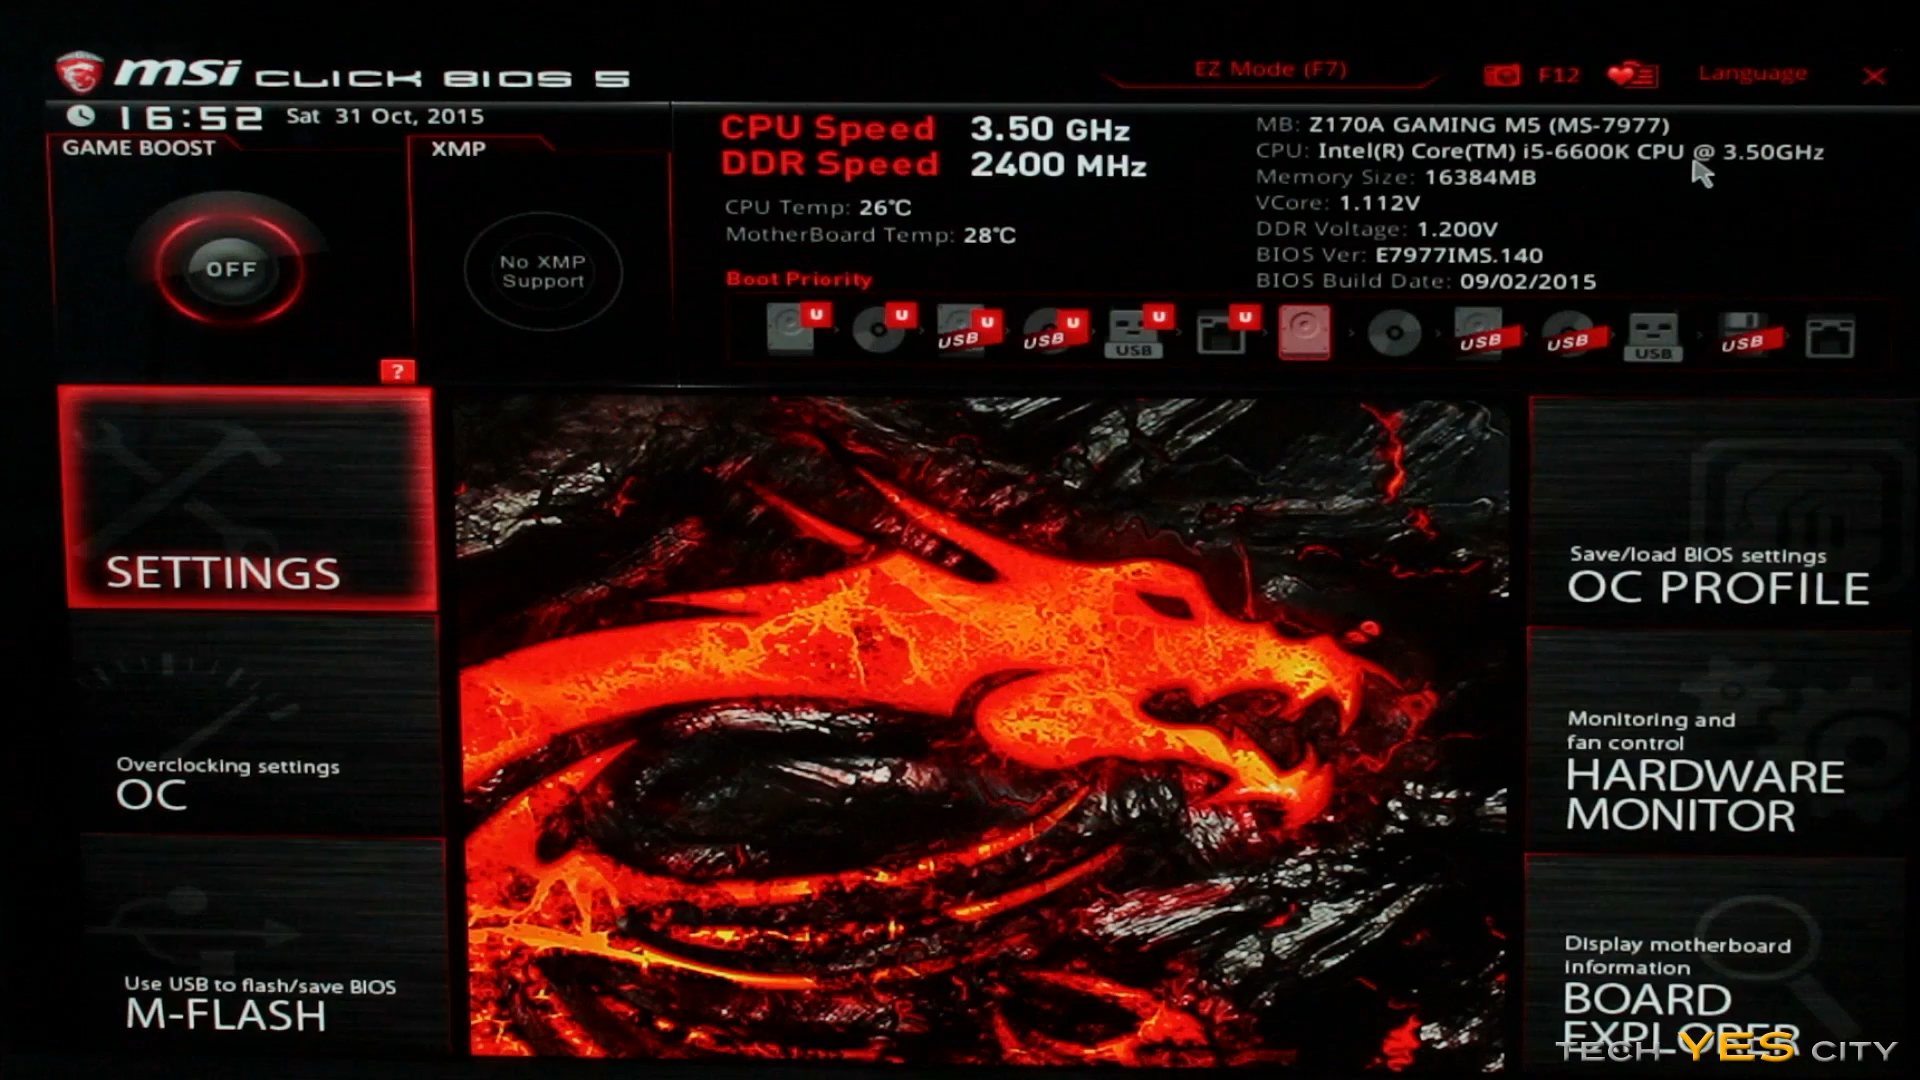 msi CLICK BIOS 5
EZ Mode (F7)
F12
Language
16:52 Sat 31 Oct, 2015
GAME BOOST
OFF
XMP
No XMP
Support
CPU Speed 3.50 GHz
DDR Speed 2400 MHz
CPU Temp: 26°C
MotherBoard Temp: 28°C
MB: Z170A GAMING M5 (MS-7977)
CPU: Intel(R) Core(TM) i5-6600K CPU @ 3.50GHz
Memory Size: 16384MB
VCore: 1.112V
DDR Voltage: 1.200V
BIOS Ver: E7977IMS.140
BIOS Build Date: 09/02/2015
Boot Priority
U U U U U U
USB USB USB USB USB USB USB
?
SETTINGS
Overclocking settings
OC
Use USB to flash/save BIOS
M-FLASH
Save/load BIOS settings
OC PROFILE
Monitoring and
fan control
HARDWARE
MONITOR
Display motherboard
information
BOARD
EXPLORER
TECH YES CITY